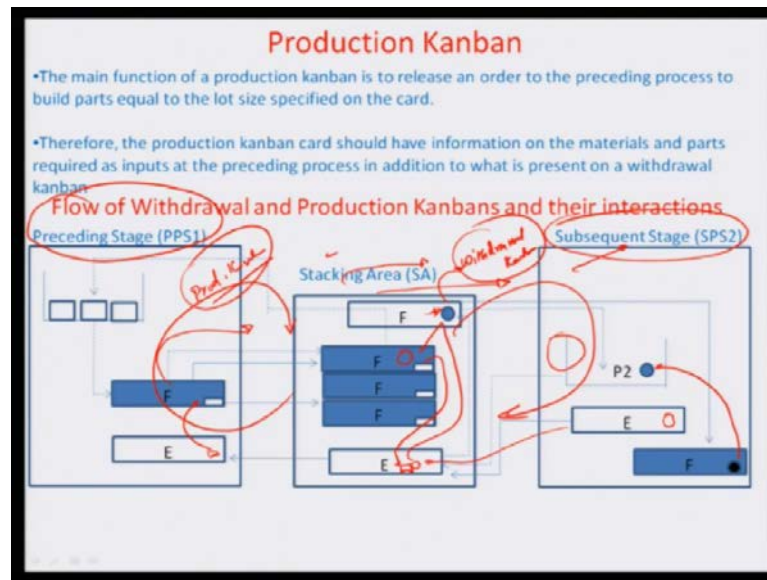 Production Kanban
•The main function of a production kanban is to release an order to the preceding process to
build parts equal to the lot size specified on the card.
•Therefore, the production kanban card should have information on the materials and parts
required as inputs at the preceding process in addition to what is present on a withdrawal
kanban
Flow of Withdrawal and Production Kanbans and their interactions
Preceding Stage (PPS1)
Subsequent Stage (SPS2)
Prod. Kanb
Stacking Area (SA)
Withdrawal
Kanb
F
F
P2
F
F
F
E
E
E
F